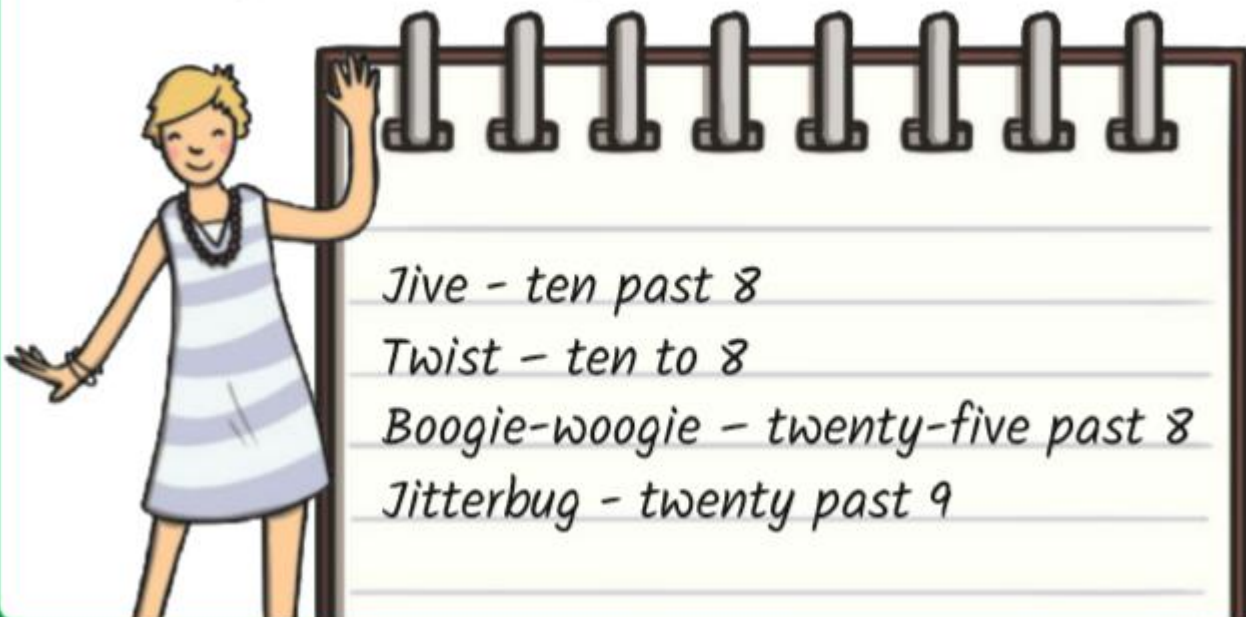 Jive - ten past 8
Twist – ten to 8
Boogie-woogie – twenty-five past 8
Jitterbug - twenty past 9